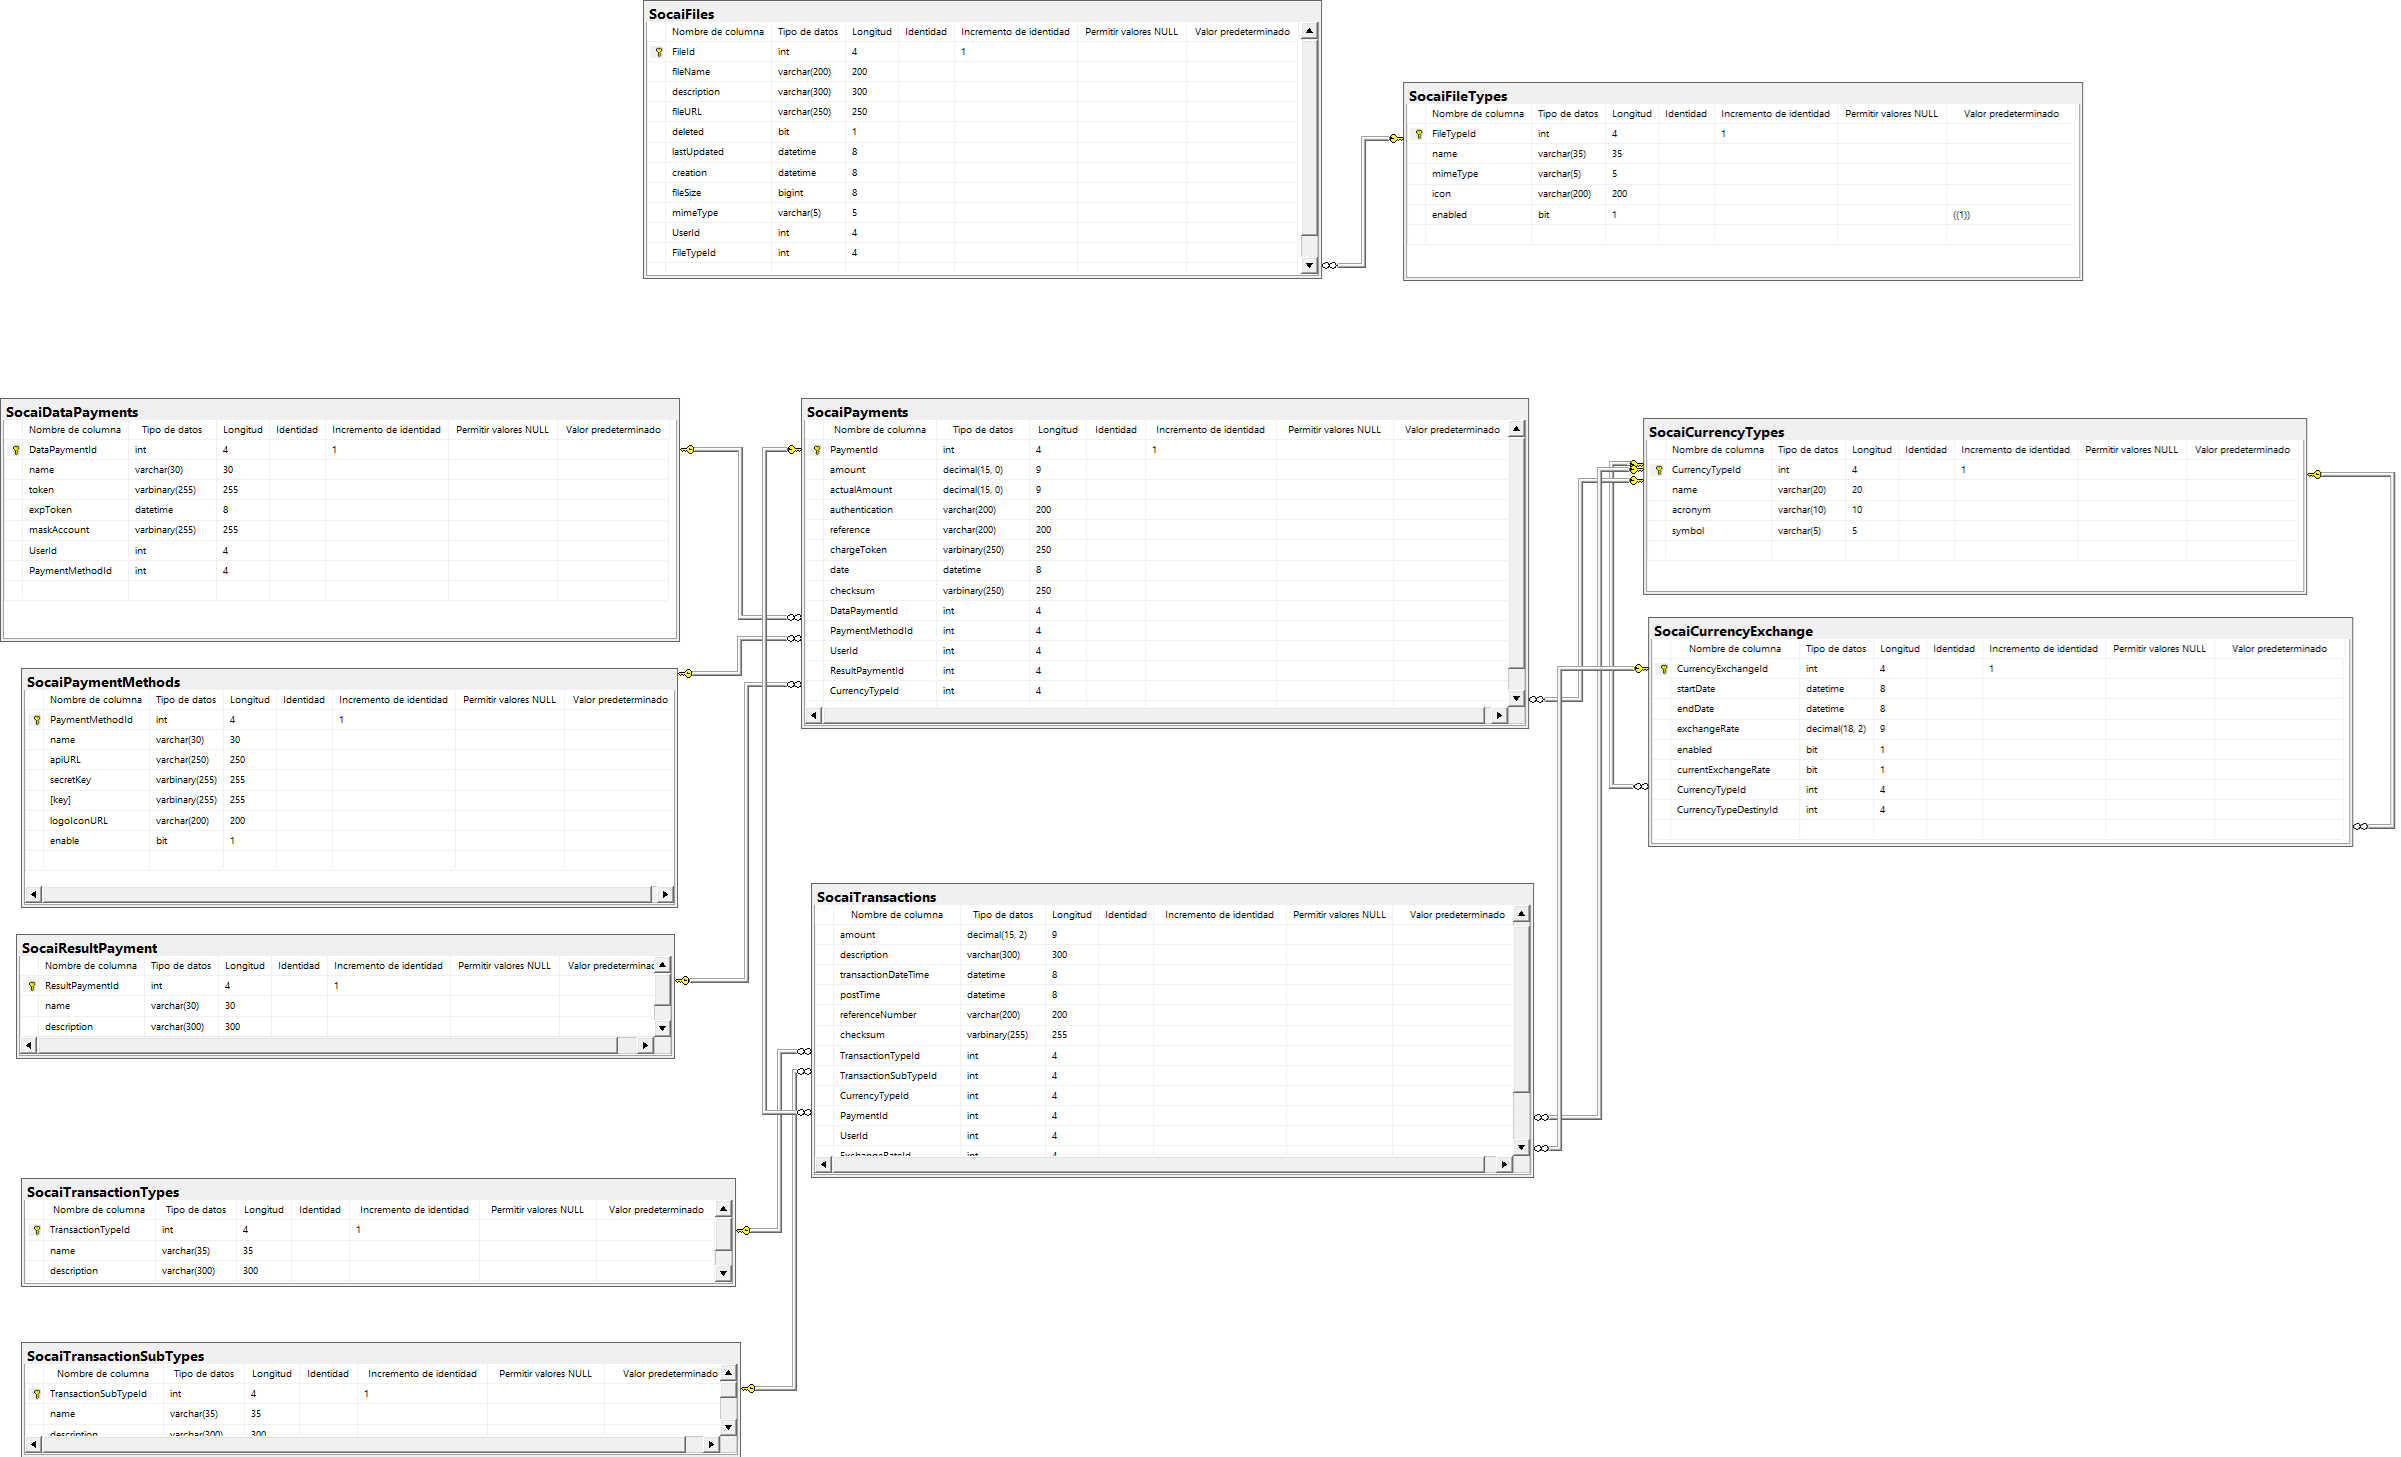 SocaiFiles
Nombre de columna Tipo de datos Longitud Identidad Incremento de identidad Permitir valores NULL Valor predeterminado
FileId int 4 1
fileName varchar(200) 200
description varchar(300) 300
fileURL varchar(250) 250
deleted bit 1
lastUpdated datetime 8
creation datetime 8
fileSize bigint 8
mimeType varchar(5) 5
UserId int 4
FileTypeId int 4
SocaiFileTypes
Nombre de columna Tipo de datos Longitud Identidad Incremento de identidad Permitir valores NULL Valor predeterminado
FileTypeId int 4 1
name varchar(35) 35
mimeType varchar(5) 5
icon varchar(200) 200
enabled bit 1 ((1))
SocaiDataPayments
Nombre de columna Tipo de datos Longitud Identidad Incremento de identidad Permitir valores NULL Valor predeterminado
DataPaymentId int 4 1
name varchar(30) 30
token varbinary(255) 255
expToken datetime 8
maskAccount varbinary(255) 255
UserId int 4
PaymentMethodId int 4
SocaiPayments
Nombre de columna Tipo de datos Longitud Identidad Incremento de identidad Permitir valores NULL Valor predeterminado
PaymentId int 4 1
amount decimal(15, 0) 9
actualAmount decimal(15, 0) 9
authentication varchar(200) 200
reference varchar(200) 200
chargeToken varbinary(250) 250
date datetime 8
checksum varbinary(250) 250
DataPaymentId int 4
PaymentMethodId int 4
UserId int 4
ResultPaymentId int 4
CurrencyTypeId int 4
SocaiCurrencyTypes
Nombre de columna Tipo de datos Longitud Identidad Incremento de identidad Permitir valores NULL Valor predeterminado
CurrencyTypeId int 4 1
name varchar(20) 20
acronym varchar(10) 10
symbol varchar(5) 5
SocaiCurrencyExchange
Nombre de columna Tipo de datos Longitud Identidad Incremento de identidad Permitir valores NULL Valor predeterminado
CurrencyExchangeId int 4 1
startDate datetime 8
endDate datetime 8
exchangeRate decimal(18, 2) 9
enabled bit 1
currentExchangeRate bit 1
CurrencyTypeId int 4
CurrencyTypeDestinyId int 4
SocaiPaymentMethods
Nombre de columna Tipo de datos Longitud Identidad Incremento de identidad Permitir valores NULL Valor predeterminado
PaymentMethodId int 4 1
name varchar(30) 30
apiURL varchar(250) 250
secretKey varbinary(255) 255
[key] varbinary(255) 255
logoIconURL varchar(200) 200
enable bit 1
SocaiTransactions
Nombre de columna Tipo de datos Longitud Identidad Incremento de identidad Permitir valores NULL Valor predeterminado
amount decimal(15, 2) 9
description varchar(300) 300
transactionDateTime datetime 8
postTime datetime 8
referenceNumber varchar(200) 200
checksum varbinary(255) 255
TransactionTypeId int 4
TransactionSubTypeId int 4
CurrencyTypeId int 4
PaymentId int 4
UserId int 4
ExchangeRateId int 4
SocaiResultPayment
Nombre de columna Tipo de datos Longitud Identidad Incremento de identidad Permitir valores NULL Valor predeterminac
ResultPaymentId int 4 1
name varchar(30) 30
description varchar(300) 300
SocaiTransactionTypes
Nombre de columna Tipo de datos Longitud Identidad Incremento de identidad Permitir valores NULL Valor predeterminado
TransactionTypeId int 4 1
name varchar(35) 35
description varchar(300) 300
SocaiTransactionSubTypes
Nombre de columna Tipo de datos Longitud Identidad Incremento de identidad Permitir valores NULL Valor predeterminado
TransactionSubTypeId int 4 1
name varchar(35) 35
description varchar(300) 300